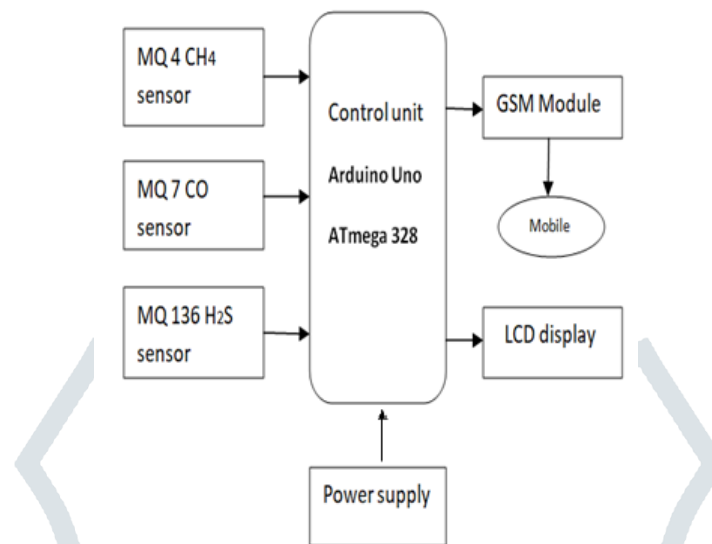 MQ 4 CH4
sensor
MQ 7 CO
sensor
MQ 136 H2S
sensor
Control unit
Arduino Uno
ATmega 328
GSM Module
Mobile
LCD display
Power supply